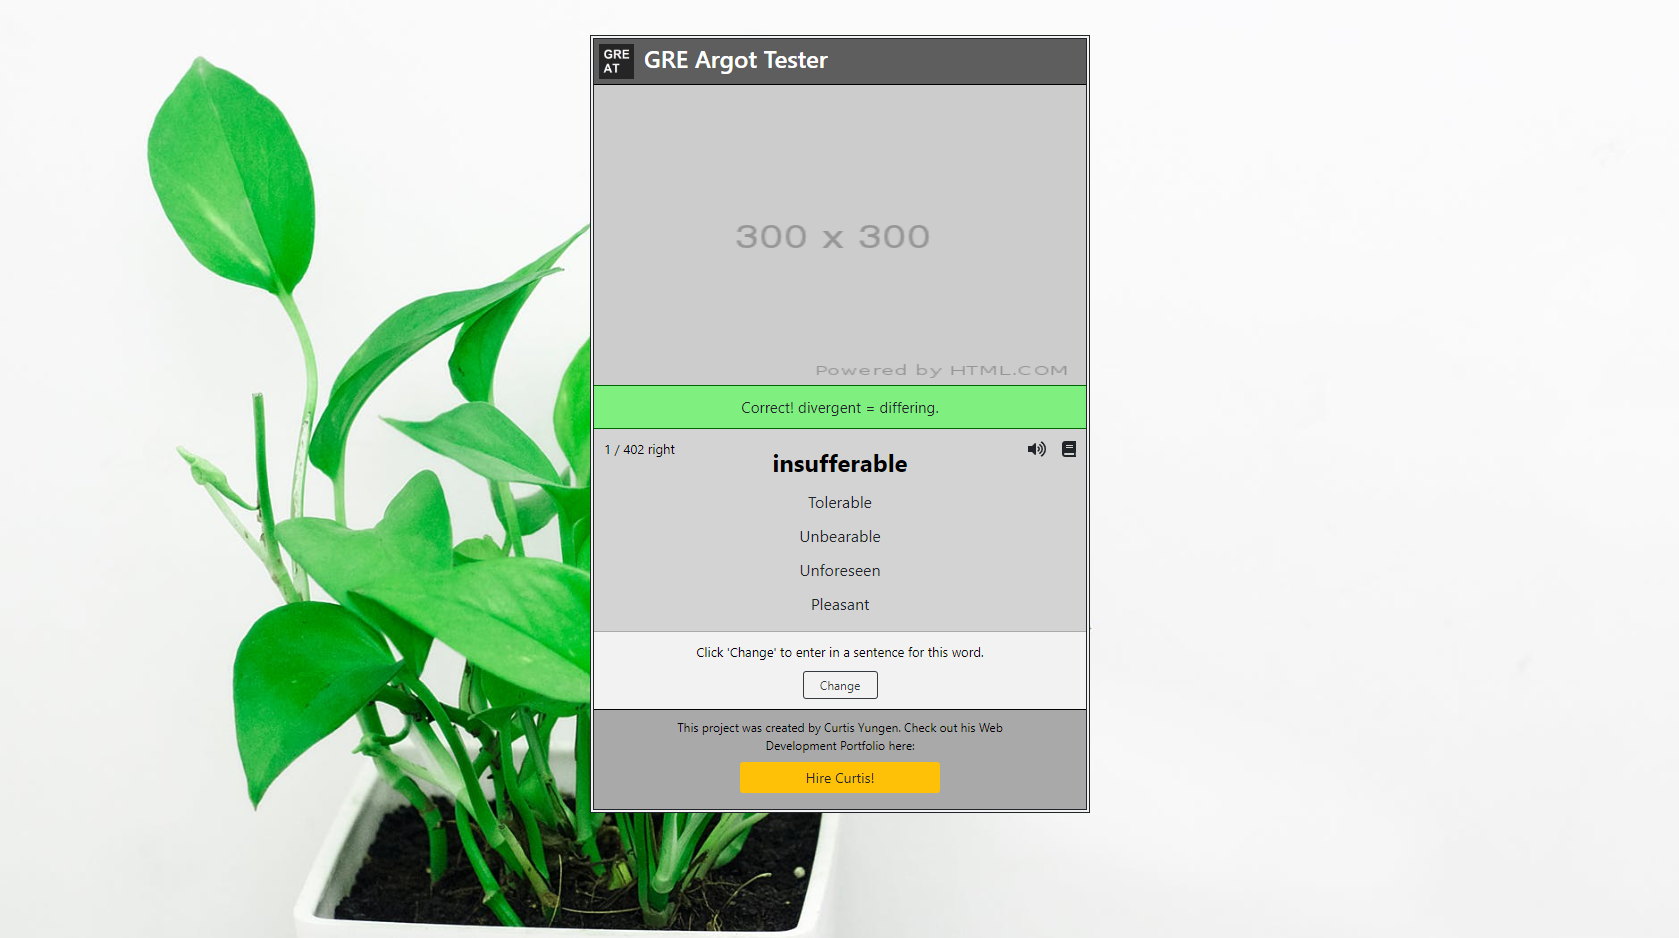 GRE
AT
GRE Argot Tester
300 x 300
Powered by HTML.COM
Correct! divergent = differing.
1 / 402 right
insufferable
Tolerable
Unbearable
Unforeseen
Pleasant
Click 'Change' to enter in a sentence for this word.
Change
This project was created by Curtis Yungen. Check out his Web
Development Portfolio here:
Hire Curtis!